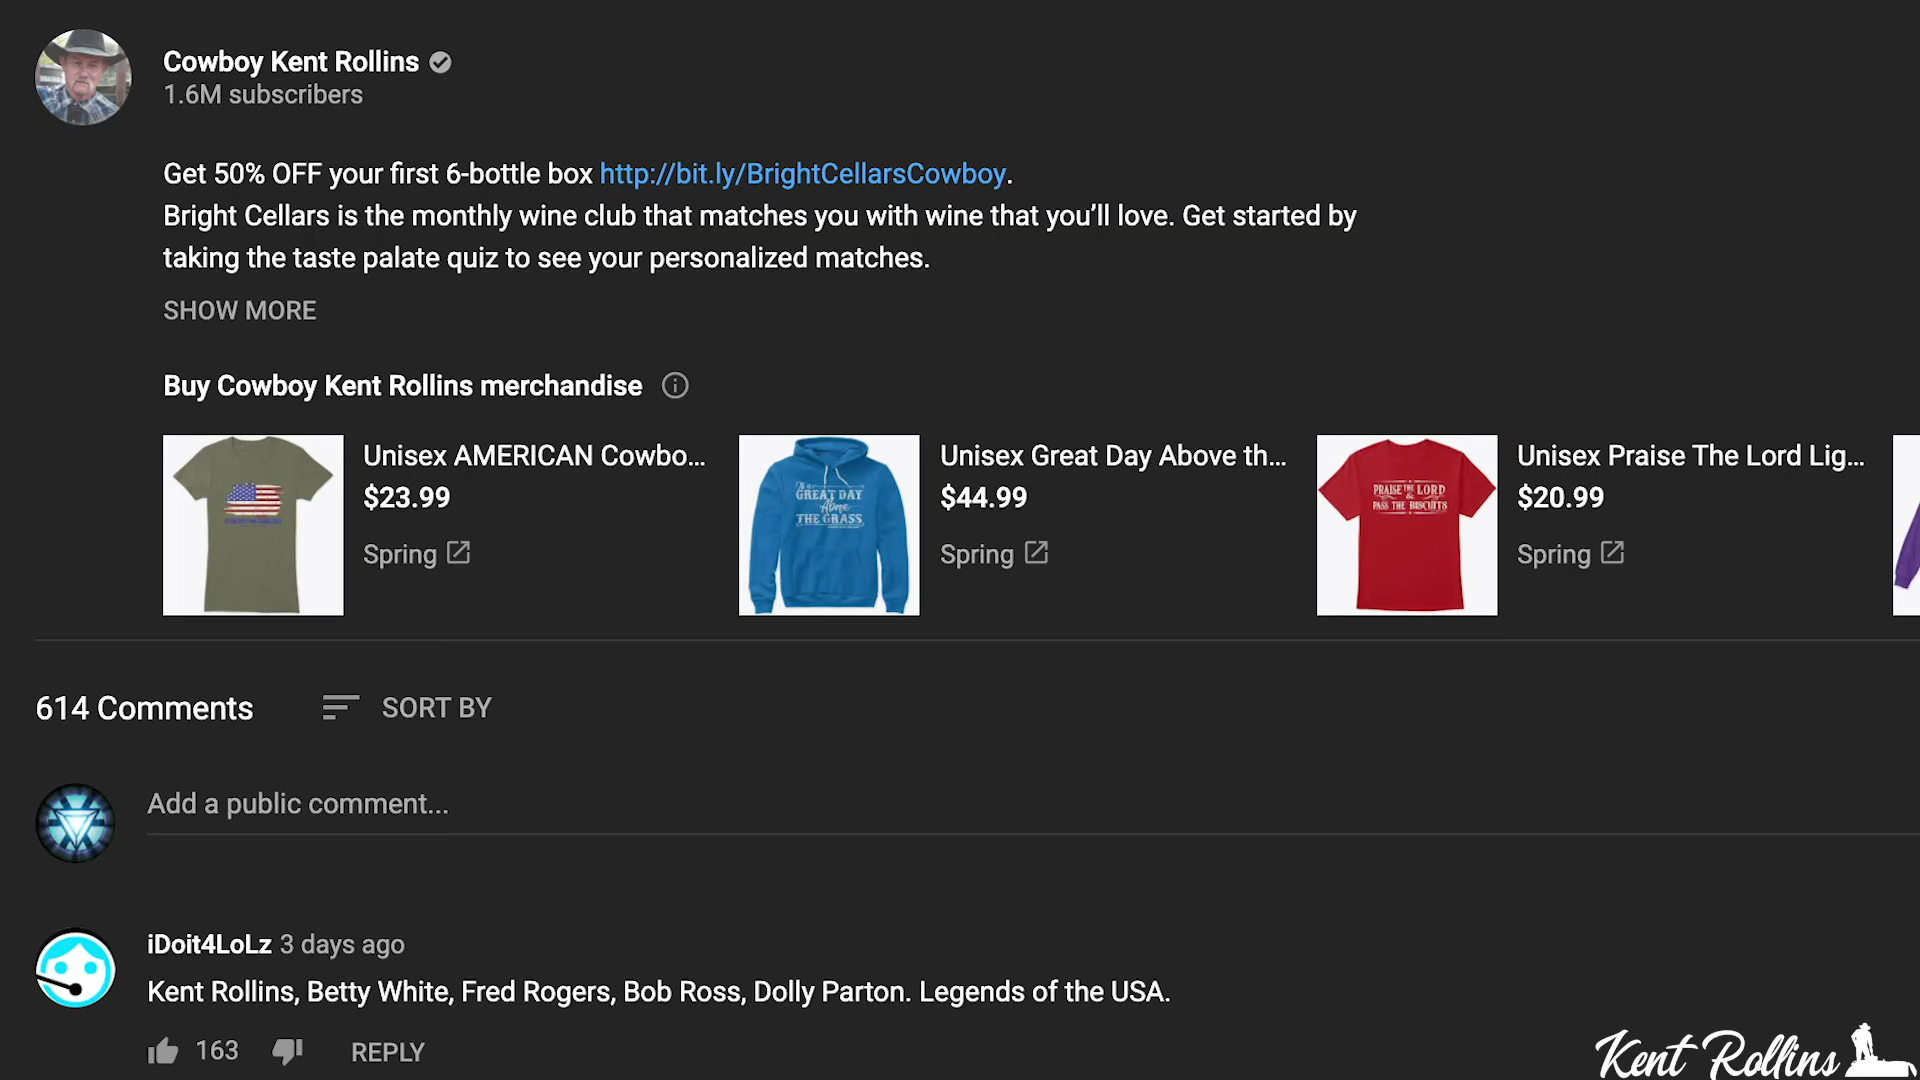 Cowboy Kent Rollins
1.6M subscribers
Get 50% OFF your first 6-bottle box http://bit.ly/BrightCellarsCowboy.
Bright Cellars is the monthly wine club that matches you with wine that you’ll love. Get started by
taking the taste palate quiz to see your personalized matches.
SHOW MORE
Buy Cowboy Kent Rollins merchandise
Unisex AMERICAN Cowbo...
$23.99
Spring
GREAT DAY
Above
THE GRASS
Unisex Great Day Above th...
$44.99
Spring
PRAISE THE LORD
&
PASS THE BISCUITS
Unisex Praise The Lord Lig...
$20.99
Spring
614 Comments
SORT BY
Add a public comment...
iDoit4LoLz 3 days ago
Kent Rollins, Betty White, Fred Rogers, Bob Ross, Dolly Parton. Legends of the USA.
163
REPLY
Kent Rollins